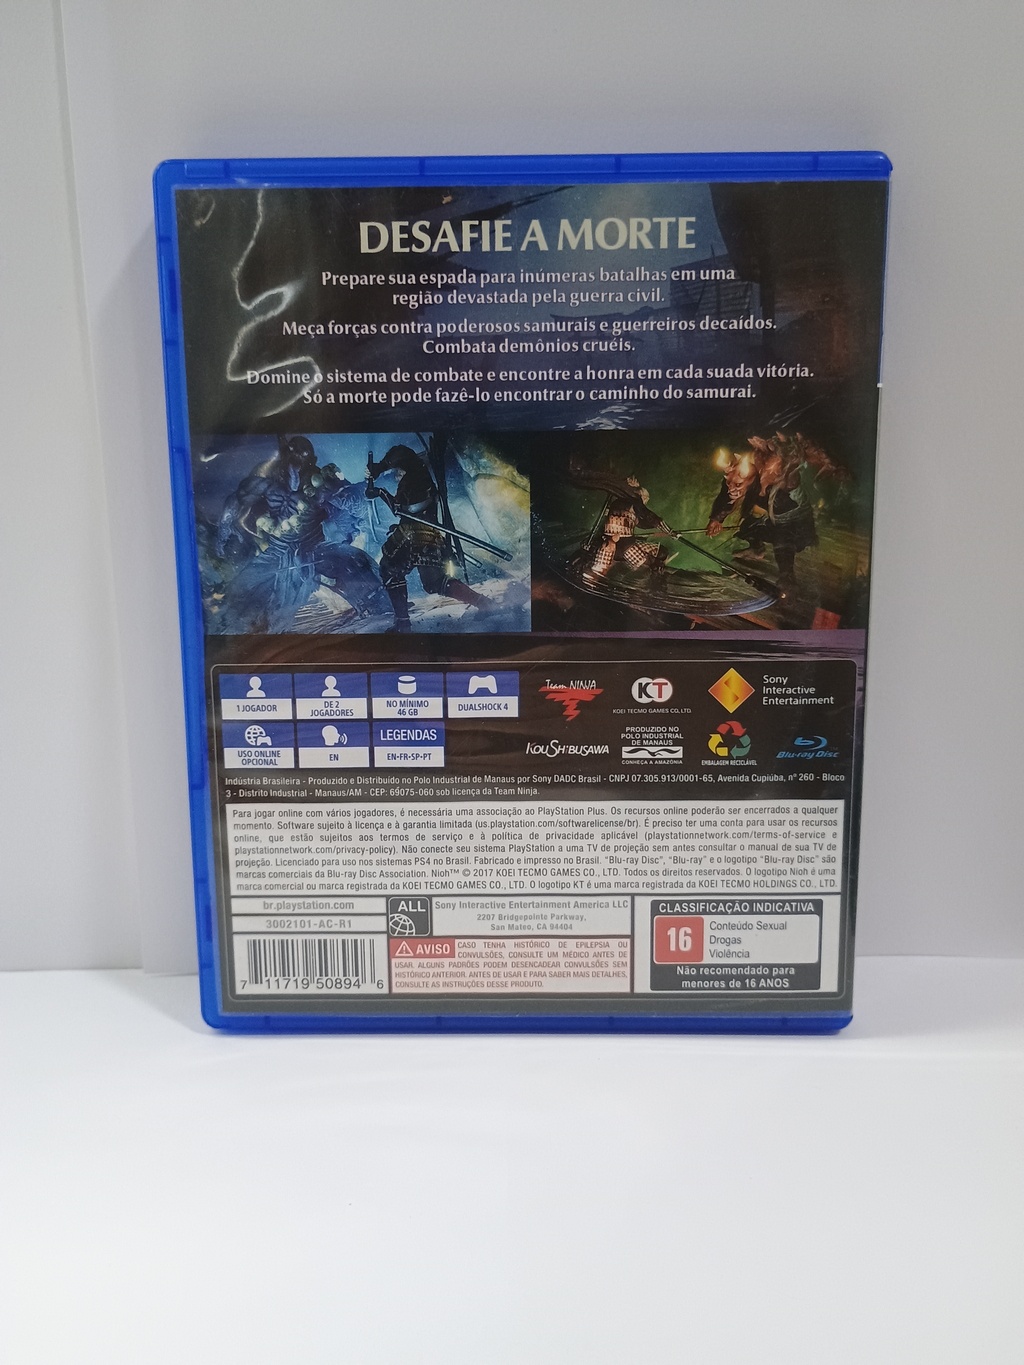 DESAFIE A MORTE
Prepare sua espada para inúmeras batalhas em uma
região devastada pela guerra civil.
Meça forças contra poderosos samurais e guerreiros decaídos.
Combata demônios cruéis.
Domine o sistema de combate e encontre a honra em cada suada vitória.
Só a morte pode fazê-lo encontrar o caminho do samurai.
1 JOGADOR
DE 2
JOGADORES
NO MÍNIMO
46 GB
DUALSHOCK 4
Team NINJA
KT
KOEI TECMO GAMES CO., LTD.
Sony
Interactive
Entertainment
USO ONLINE
OPCIONAL
EN
LEGENDAS
EN•FR•SP•PT
KOU SHIBUSAWA
PRODUZIDO NO
POLO INDUSTRIAL
DE MANAUS
CONHEÇA A AMAZÔNIA
EMBALAGEM RECICLÁVEL
Blu-ray Disc
Indústria Brasileira - Produzido e Distribuído no Polo Industrial de Manaus por Sony DADC Brasil - CNPJ 07.305.913/0001-65, Avenida Cupiúba, nº 260 - Bloco
3 - Distrito Industrial - Manaus/AM - CEP: 69075-060 sob licença da Team Ninja.
Para jogar online com vários jogadores, é necessária uma associação ao PlayStation Plus. Os recursos online poderão ser encerrados a qualquer
momento. Software sujeito à licença e à garantia limitada (us.playstation.com/softwarelicense/br). É preciso ter uma conta para usar os recursos
online, que estão sujeitos aos termos de serviço e à política de privacidade aplicável (playstationnetwork.com/terms-of-service e
playstationnetwork.com/privacy-policy). Não conecte seu sistema PlayStation a uma TV de projeção sem antes consultar o manual de sua TV de
projeção. Licenciado para uso nos sistemas PS4 no Brasil. Fabricado e impresso no Brasil. "Blu-ray Disc", "Blu-ray" e o logotipo "Blu-ray Disc" são
marcas comerciais da Blu-ray Disc Association. Nioh™ © 2017 KOEI TECMO GAMES CO., LTD. Todos os direitos reservados. O logotipo Nioh é uma
marca comercial ou marca registrada da KOEI TECMO GAMES CO., LTD. O logotipo KT é uma marca registrada da KOEI TECMO HOLDINGS CO., LTD.
br.playstation.com
3002101-AC-R1
7 11719 50894 6
ALL
Sony Interactive Entertainment America LLC
2207 Bridgepointe Parkway,
San Mateo, CA 94404
AVISO CASO TENHA HISTÓRICO DE EPILEPSIA OU
CONVULSÕES, CONSULTE UM MÉDICO ANTES DE
USAR. ALGUNS PADRÕES PODEM DESENCADEAR CONVULSÕES SEM
HISTÓRICO ANTERIOR. ANTES DE USAR E PARA SABER MAIS DETALHES,
CONSULTE AS INSTRUÇÕES DESSE PRODUTO.
CLASSIFICAÇÃO INDICATIVA
16
Conteúdo Sexual
Drogas
Violência
Não recomendado para
menores de 16 ANOS